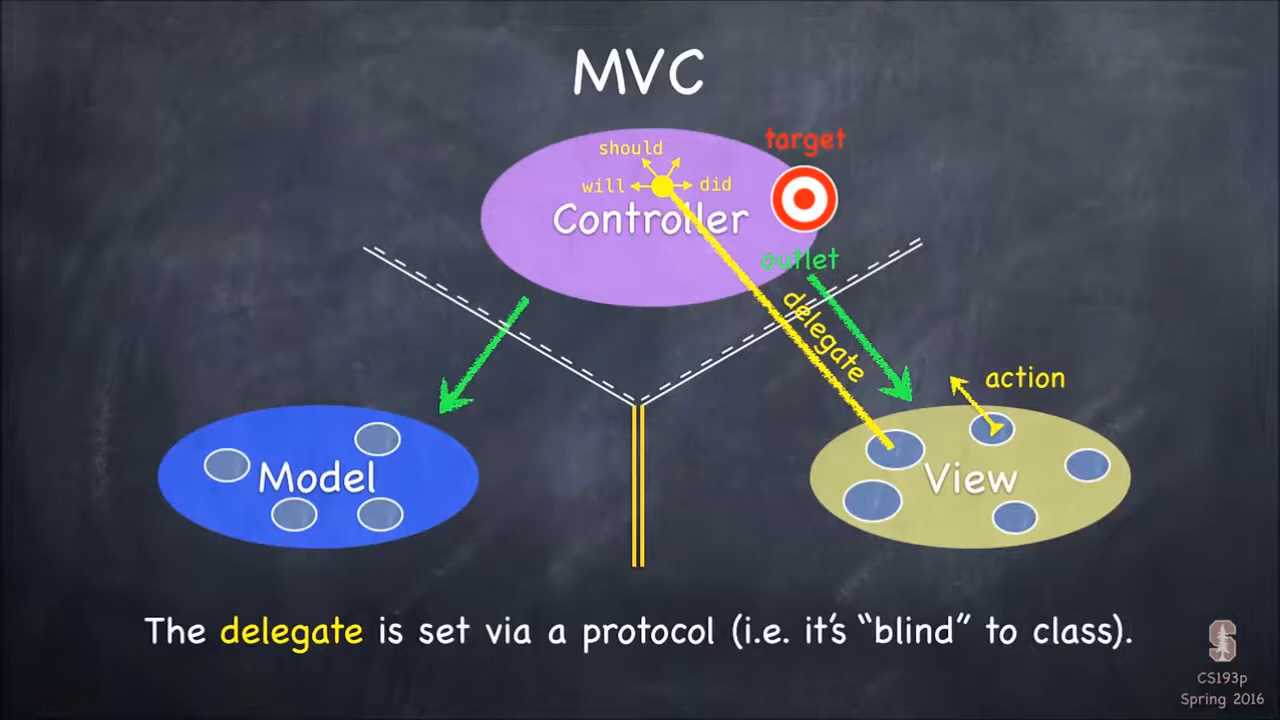 MVC
should
target
will
did
Controller
outlet
delegate
action
Model
View
The delegate is set via a protocol (i.e. it's “blind” to class).
CS193p
Spring 2016